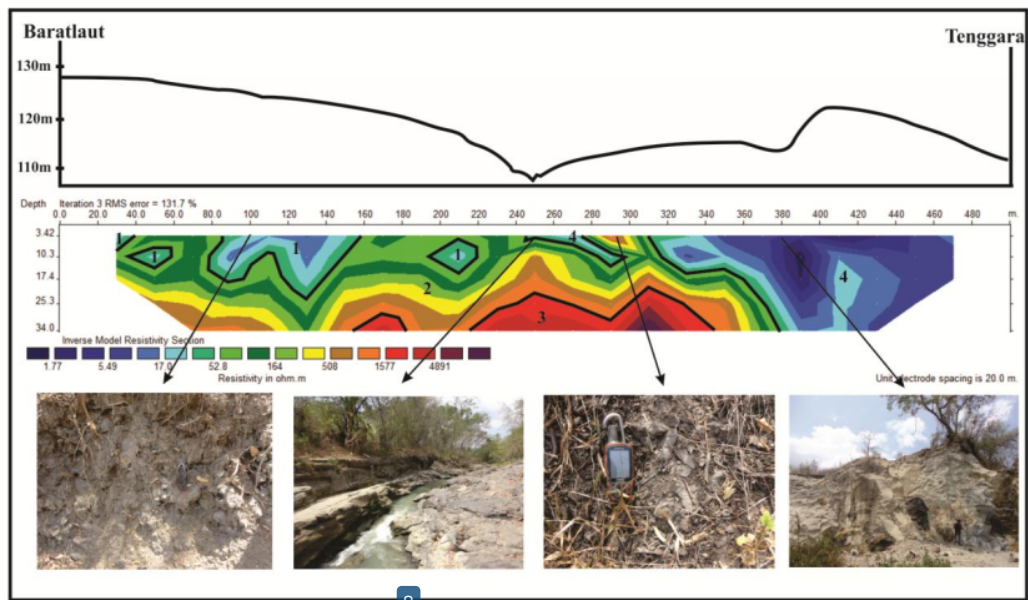 Baratlaut
Tenggara
130m
120m
110m
Depth Iteration 3 RMS error = 131.7 %
0.0 20.0 40.0 60.0 80.0 100 120 140 160 180 200 220 240 260 280 300 320 340 360 380 400 420 440 460 480 m.
3.42
10.3
17.4
25.3
34.0
1
1
1
1
4
2
3
4
Inverse Model Resistivity Section
1.77 5.49 17.0 52.8 164 508 1577 4891
Resistivity in ohm.m
Unit electrode spacing is 20.0 m.